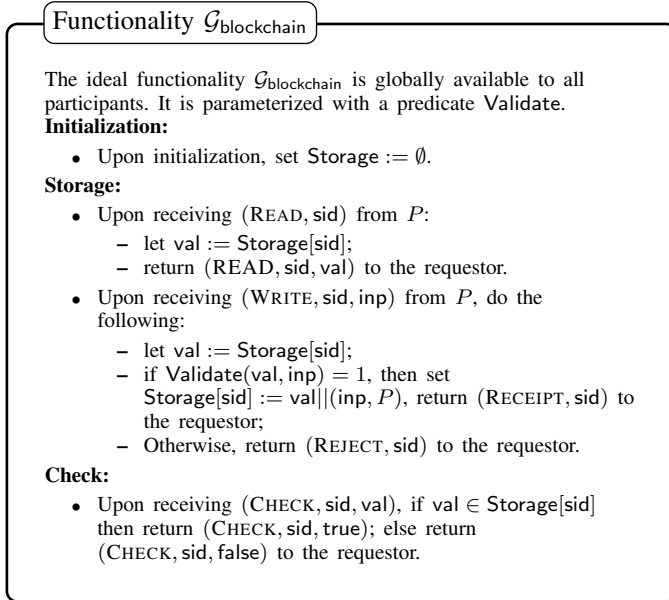 Functionality 𝒢blockchain
The ideal functionality 𝒢blockchain is globally available to all
participants. It is parameterized with a predicate Validate.
Initialization:
• Upon initialization, set Storage := ∅.
Storage:
• Upon receiving (READ, sid) from P:
– let val := Storage[sid];
– return (READ, sid, val) to the requestor.
• Upon receiving (WRITE, sid, inp) from P, do the
following:
– let val := Storage[sid];
– if Validate(val, inp) = 1, then set
Storage[sid] := val||(inp, P), return (RECEIPT, sid) to
the requestor;
– Otherwise, return (REJECT, sid) to the requestor.
Check:
• Upon receiving (CHECK, sid, val), if val ∈ Storage[sid]
then return (CHECK, sid, true); else return
(CHECK, sid, false) to the requestor.